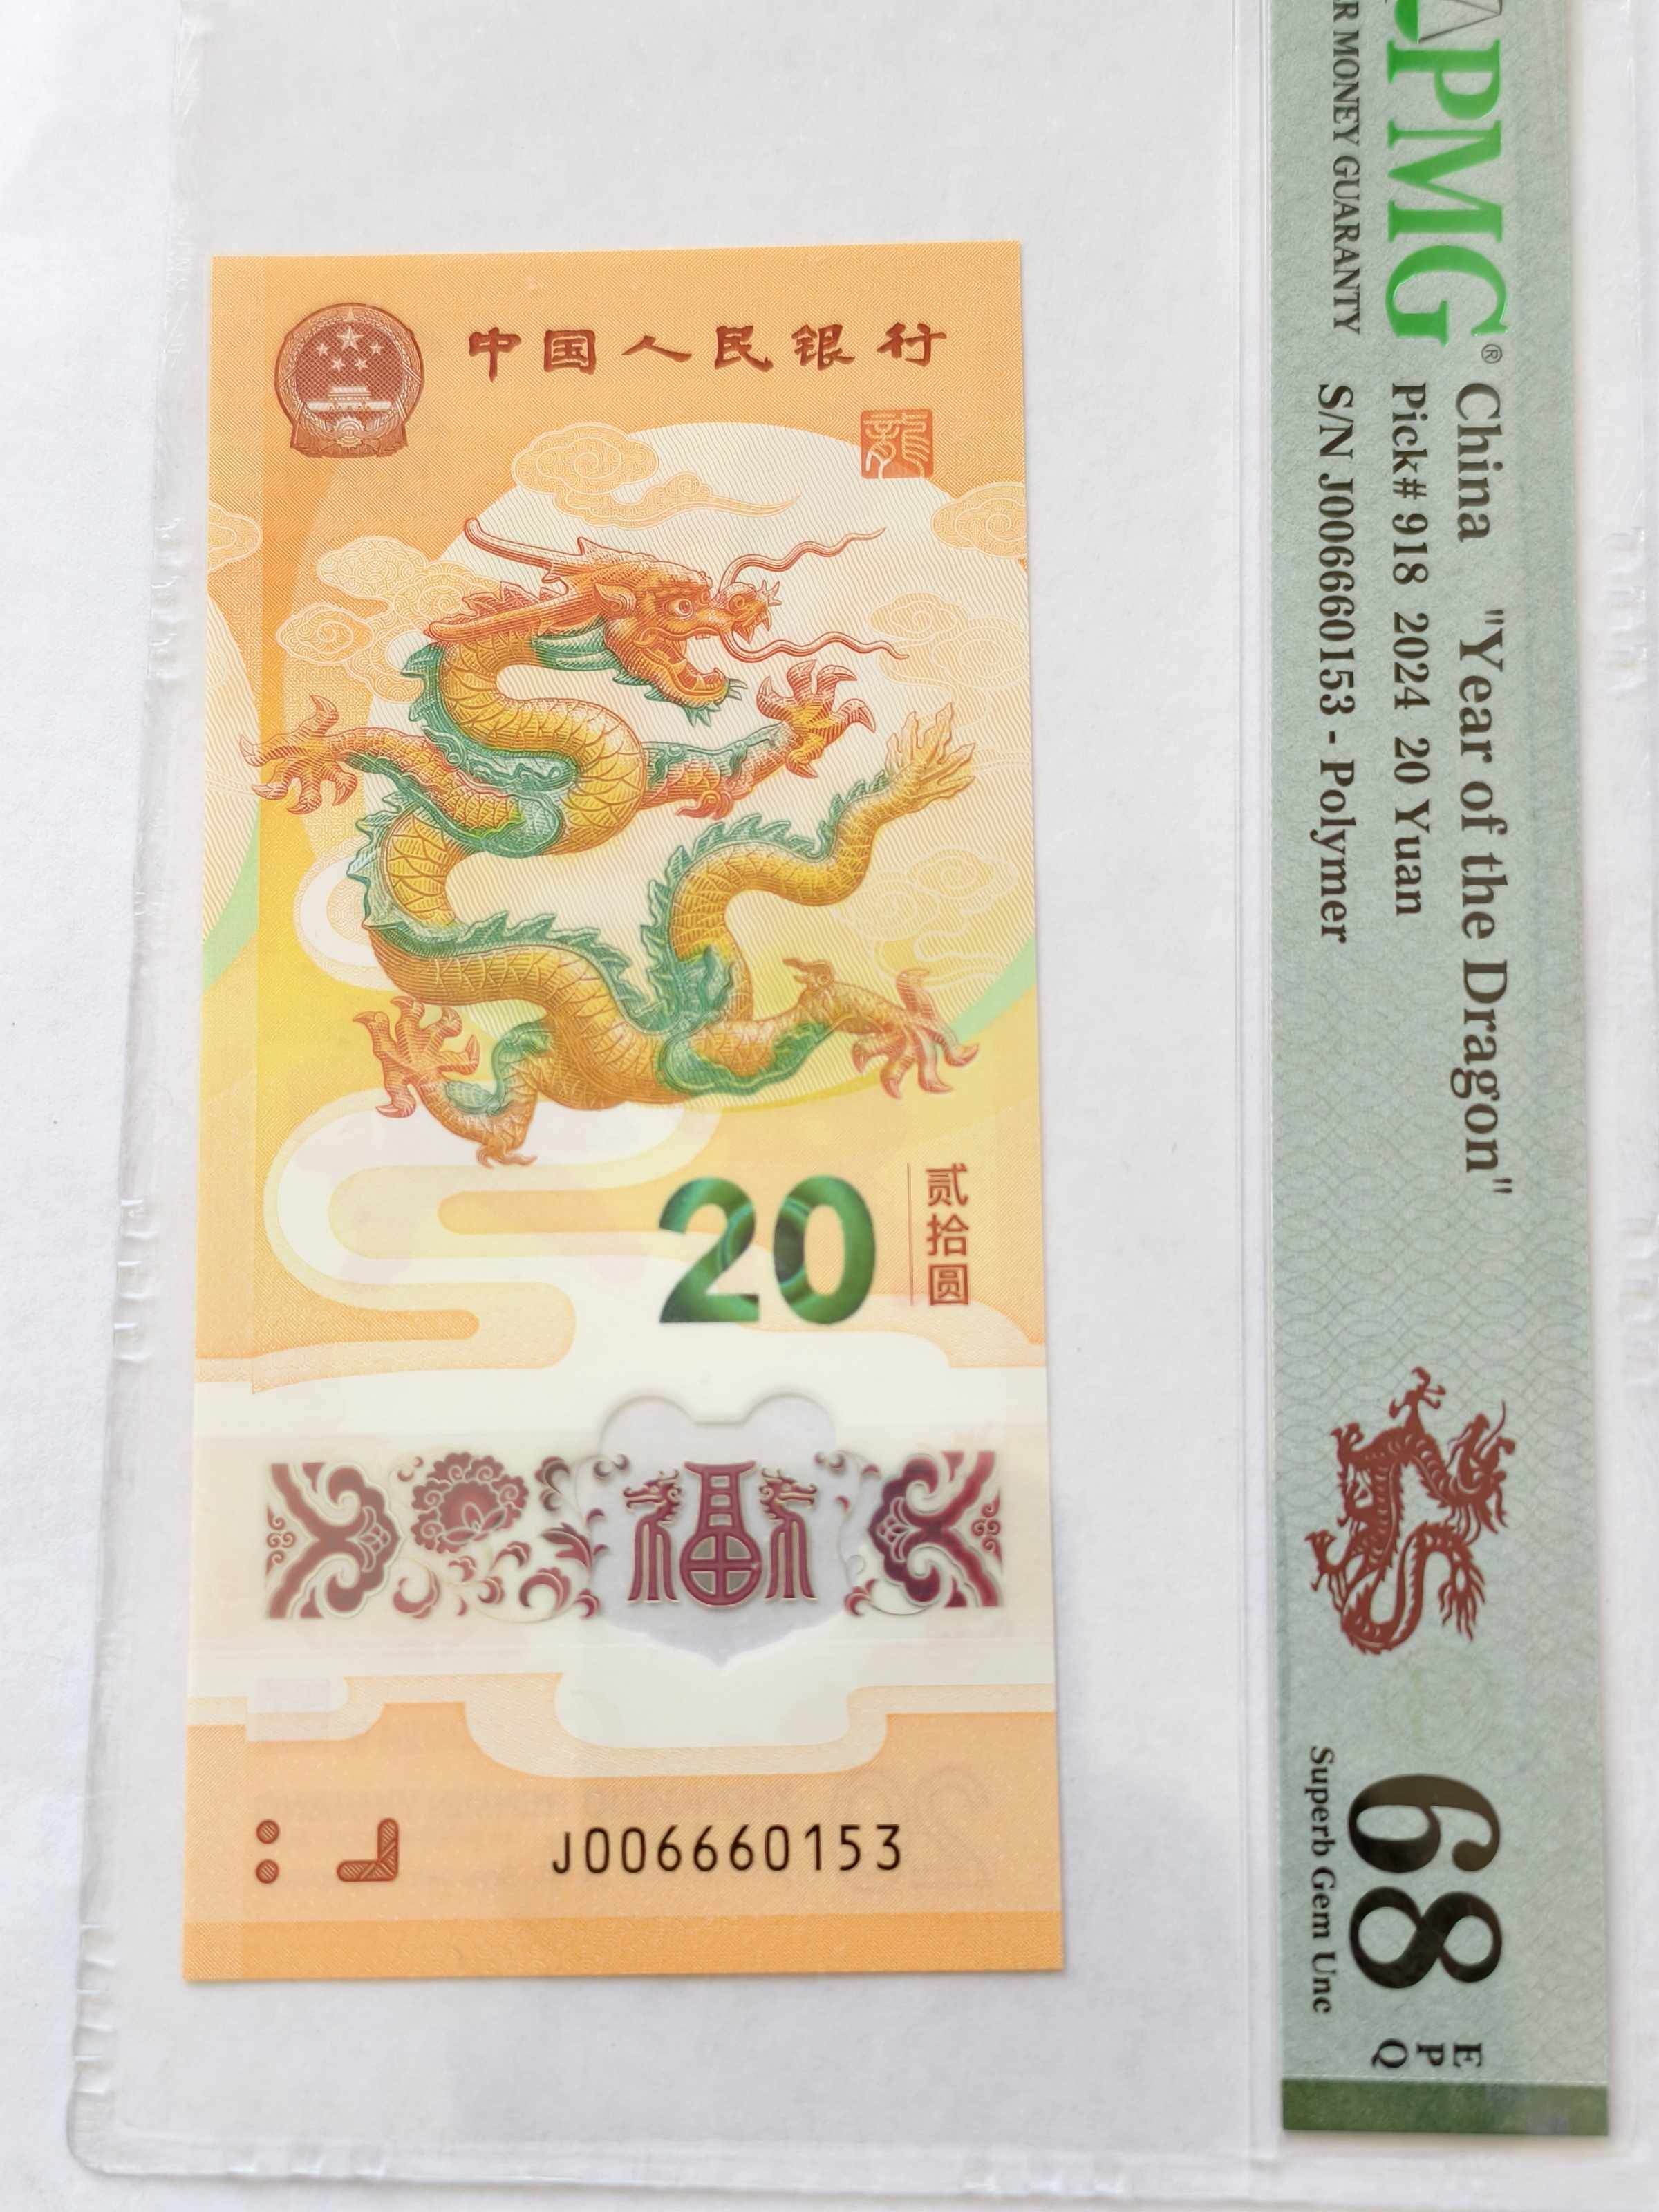 中国人民银行
龍
20
贰拾圆
福
J006660153
PMG®
R MONEY GUARANTY
China "Year of the Dragon"
Pick# 918 2024 20 Yuan
S/N J006660153 - Polymer
68
EPQ
Superb Gem Unc